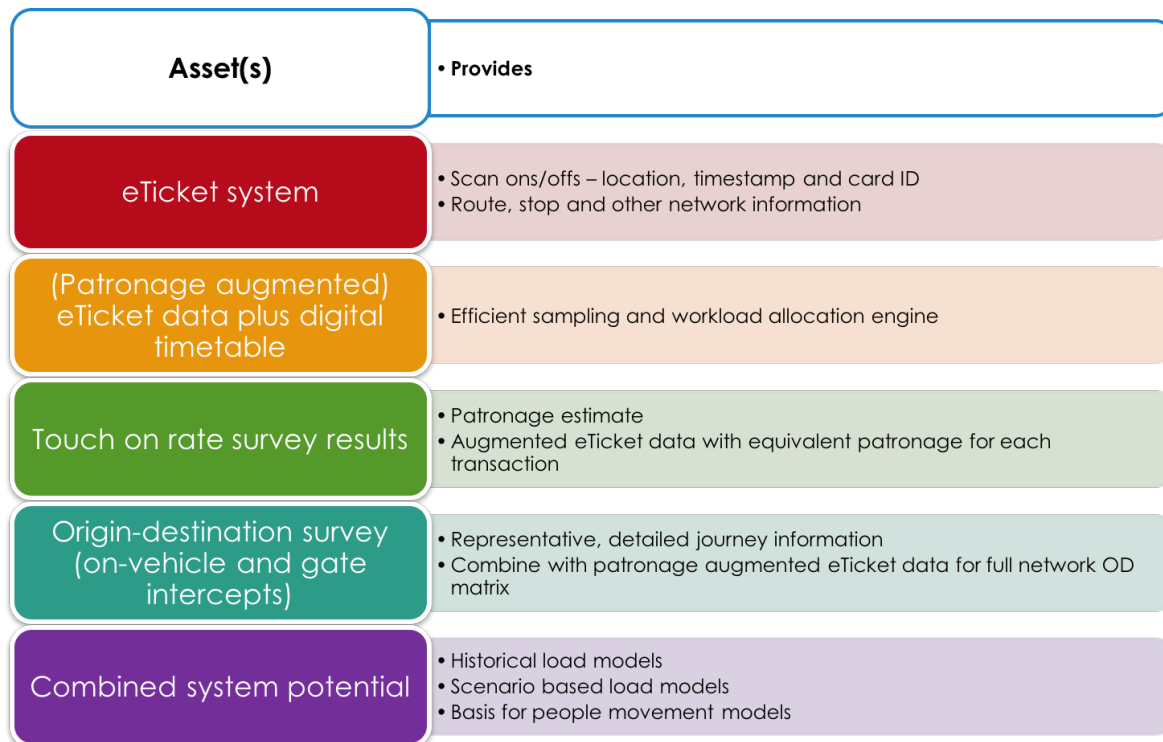 Asset(s)
• Provides
eTicket system
• Scan ons/offs – location, timestamp and card ID
• Route, stop and other network information
(Patronage augmented)
eTicket data plus digital
timetable
• Efficient sampling and workload allocation engine
Touch on rate survey results
• Patronage estimate
• Augmented eTicket data with equivalent patronage for each
transaction
Origin-destination survey
(on-vehicle and gate
intercepts)
• Representative, detailed journey information
• Combine with patronage augmented eTicket data for full network OD
matrix
Combined system potential
• Historical load models
• Scenario based load models
• Basis for people movement models